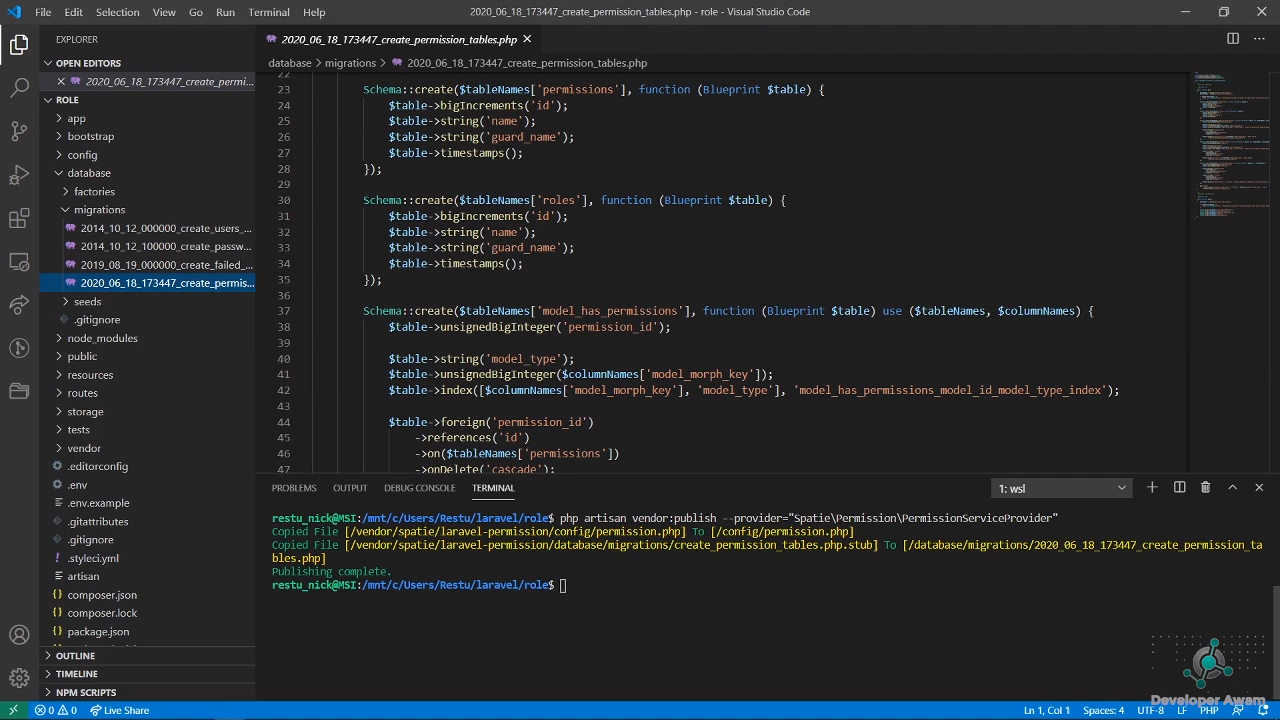 File Edit Selection View Go Run Terminal Help
2020_06_18_173447_create_permission_tables.php - role - Visual Studio Code
EXPLORER
OPEN EDITORS
2020_06_18_173447_create_permi...
ROLE
app
bootstrap
config
database
factories
migrations
2014_10_12_000000_create_users_...
2014_10_12_100000_create_passw...
2019_08_19_000000_create_failed_...
2020_06_18_173447_create_permis...
seeds
.gitignore
node_modules
public
resources
routes
storage
tests
vendor
.editorconfig
.env
.env.example
.gitattributes
.gitignore
.styleci.yml
artisan
composer.json
composer.lock
package.json
OUTLINE
TIMELINE
NPM SCRIPTS
2020_06_18_173447_create_permission_tables.php
database > migrations > 2020_06_18_173447_create_permission_tables.php
22
23 Schema::create($tableNames['permissions'], function (Blueprint $table) {
24 $table->bigIncrements('id');
25 $table->string('name');
26 $table->string('guard_name');
27 $table->timestamps();
28 });
29
30 Schema::create($tableNames['roles'], function (Blueprint $table) {
31 $table->bigIncrements('id');
32 $table->string('name');
33 $table->string('guard_name');
34 $table->timestamps();
35 });
36
37 Schema::create($tableNames['model_has_permissions'], function (Blueprint $table) use ($tableNames, $columnNames) {
38 $table->unsignedBigInteger('permission_id');
39
40 $table->string('model_type');
41 $table->unsignedBigInteger($columnNames['model_morph_key']);
42 $table->index([$columnNames['model_morph_key'], 'model_type'], 'model_has_permissions_model_id_model_type_index');
43
44 $table->foreign('permission_id')
45 ->references('id')
46 ->on($tableNames['permissions'])
47 ->onDelete('cascade');
PROBLEMS OUTPUT DEBUG CONSOLE TERMINAL
1: wsl
restu_nick@MSI:/mnt/c/Users/Restu/laravel/role$ php artisan vendor:publish --provider="Spatie\Permission\PermissionServiceProvider"
Copied File [/vendor/spatie/laravel-permission/config/permission.php] To [/config/permission.php]
Copied File [/vendor/spatie/laravel-permission/database/migrations/create_permission_tables.php.stub] To [/database/migrations/2020_06_18_173447_create_permission_ta
bles.php]
Publishing complete.
restu_nick@MSI:/mnt/c/Users/Restu/laravel/role$
Developer Awam
0 0 Live Share
Ln 1, Col 1 Spaces: 4 UTF-8 LF PHP